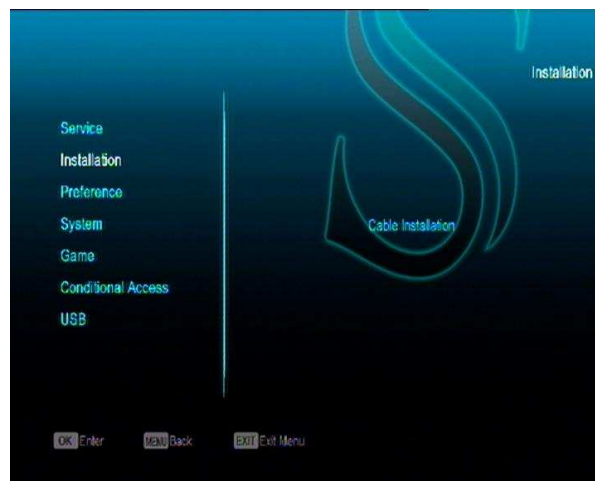 Installation
Service
Installation
Preference
System
Cable Installation
Game
Conditional Access
USB
OK Enter
MENU Back
EXIT Exit Menu